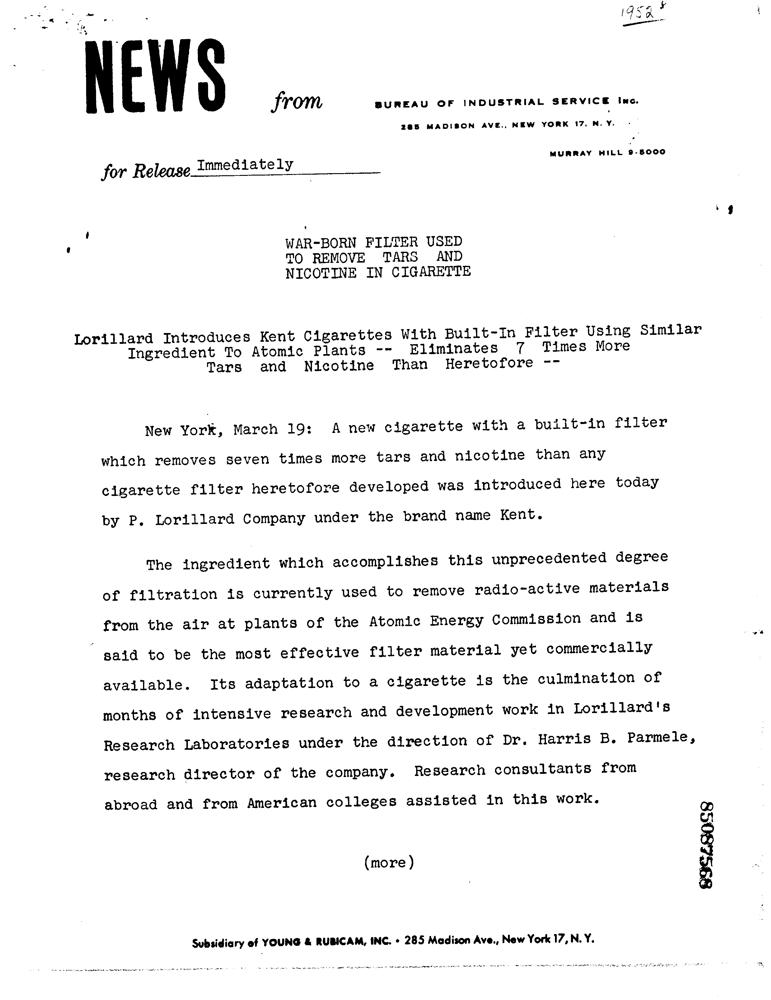 1952
NEWS from BUREAU OF INDUSTRIAL SERVICE INC.
285 MADISON AVE., NEW YORK 17, N. Y.
MURRAY HILL 9-5000
for Release Immediately
WAR-BORN FILTER USED
TO REMOVE TARS AND
NICOTINE IN CIGARETTE
Lorillard Introduces Kent Cigarettes With Built-In Filter Using Similar
Ingredient To Atomic Plants -- Eliminates 7 Times More
Tars and Nicotine Than Heretofore --
New York, March 19: A new cigarette with a built-in filter
which removes seven times more tars and nicotine than any
cigarette filter heretofore developed was introduced here today
by P. Lorillard Company under the brand name Kent.
The ingredient which accomplishes this unprecedented degree
of filtration is currently used to remove radio-active materials
from the air at plants of the Atomic Energy Commission and is
said to be the most effective filter material yet commercially
available. Its adaptation to a cigarette is the culmination of
months of intensive research and development work in Lorillard's
Research Laboratories under the direction of Dr. Harris B. Parmele,
research director of the company. Research consultants from
abroad and from American colleges assisted in this work.
(more)
85087568
Subsidiary of YOUNG & RUBICAM, INC. • 285 Madison Ave., New York 17, N. Y.